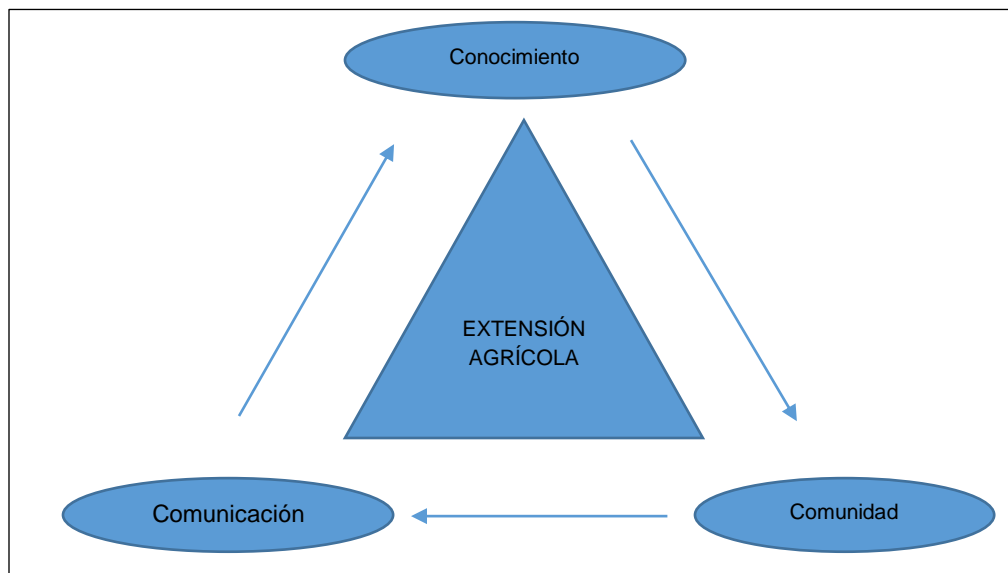 Conocimiento
EXTENSIÓN
AGRÍCOLA
Comunicación
Comunidad